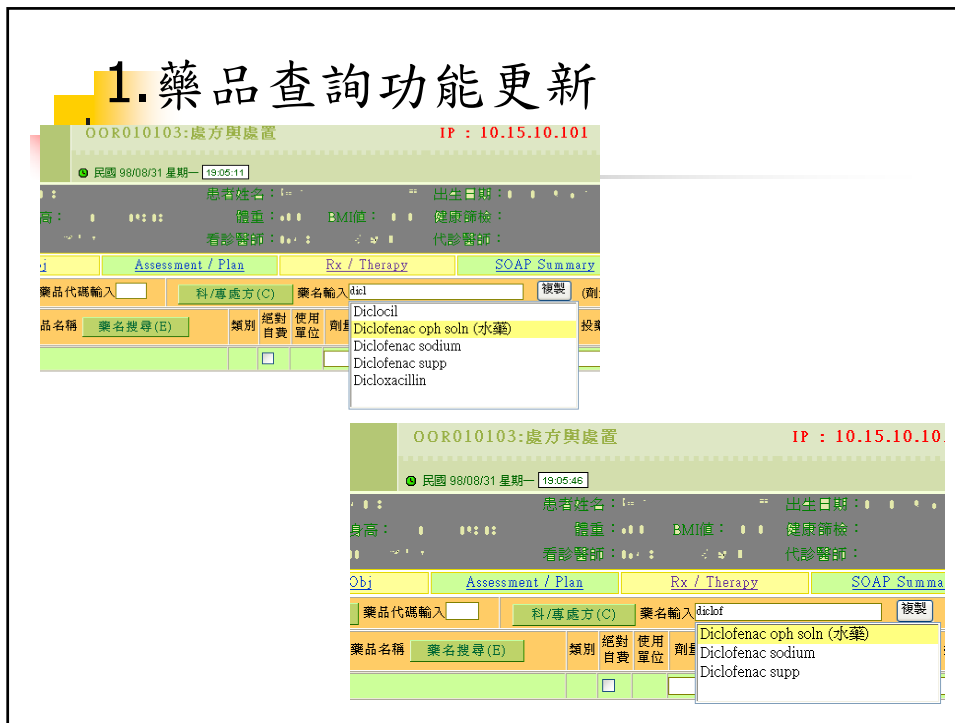 1.藥品查詢功能更新
OOR010103:處方與處置 IP : 10.15.10.101
民國 98/08/31 星期一 19:05:11
患者姓名： 出生日期：
高： 體重： BMI值： 健康篩檢：
看診醫師： 代診醫師：
j Assessment / Plan Rx / Therapy SOAP Summary
藥品代碼輸入 科/專處方(C) 藥名輸入 dicl 複製 (劑
品名稱 藥名搜尋(E) 類別 絕對自費 使用單位 劑量 投藥
Diclocil
Diclofenac oph soln (水藥)
Diclofenac sodium
Diclofenac supp
Dicloxacillin
OOR010103:處方與處置 IP : 10.15.10.10
民國 98/08/31 星期一 19:05:46
患者姓名： 出生日期：
身高： 體重： BMI值： 健康篩檢：
看診醫師： 代診醫師：
Obj Assessment / Plan Rx / Therapy SOAP Summa
藥品代碼輸入 科/專處方(C) 藥名輸入 diclof 複製
藥品名稱 藥名搜尋(E) 類別 絕對自費 使用單位 劑量
Diclofenac oph soln (水藥)
Diclofenac sodium
Diclofenac supp